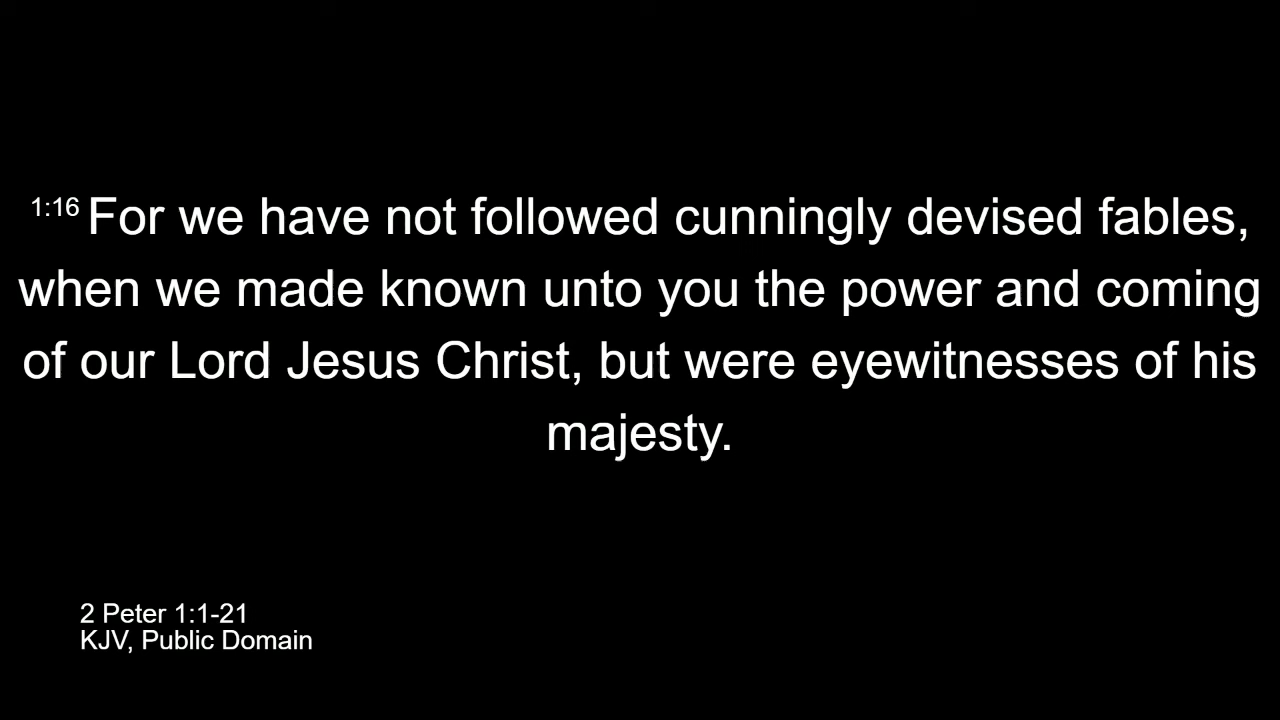 1:16 For we have not followed cunningly devised fables,
when we made known unto you the power and coming
of our Lord Jesus Christ, but were eyewitnesses of his
majesty.
2 Peter 1:1-21
KJV, Public Domain